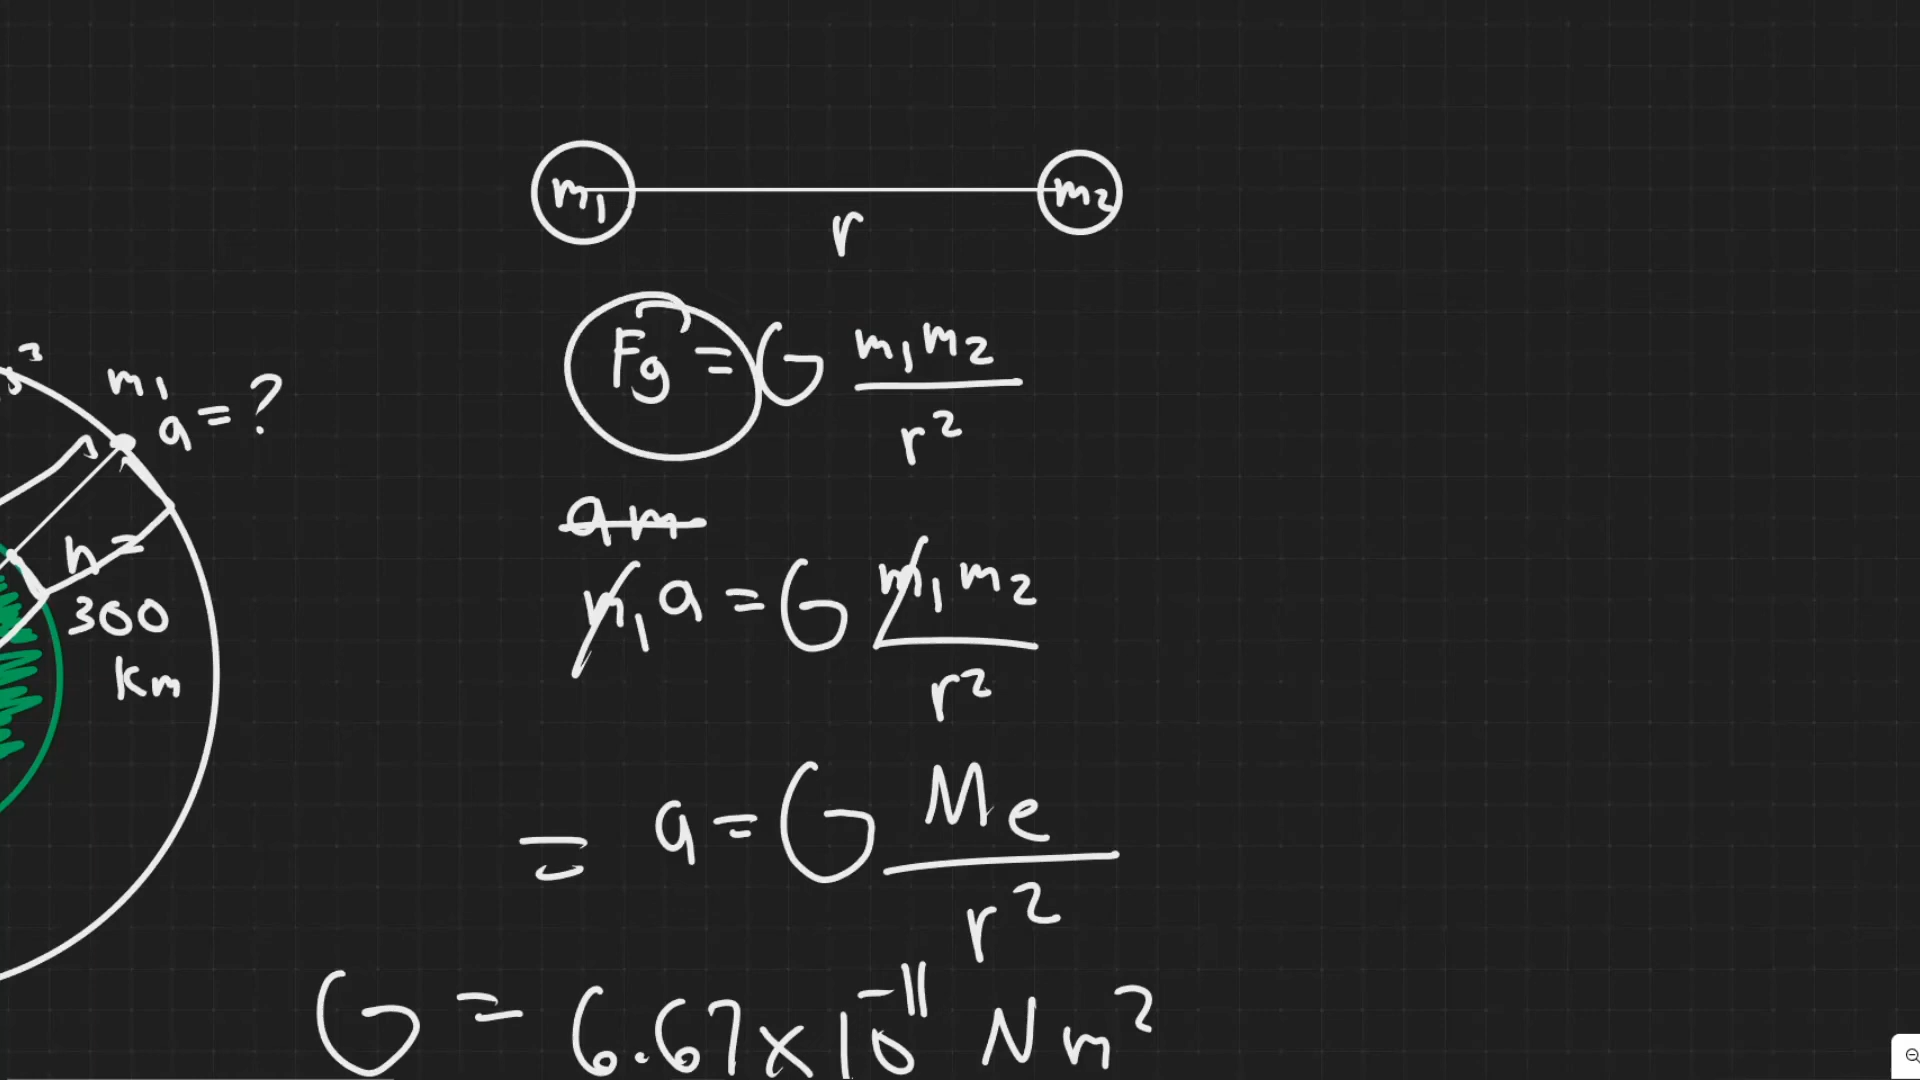 m₁ m₂
r
Fg = G m₁m₂ / r²
m₁
a = ?
am
m₁a = G m₁m₂ / r²
h =
300
km
= a = G Me / r²
G = 6.67 x 10⁻¹¹ Nm²